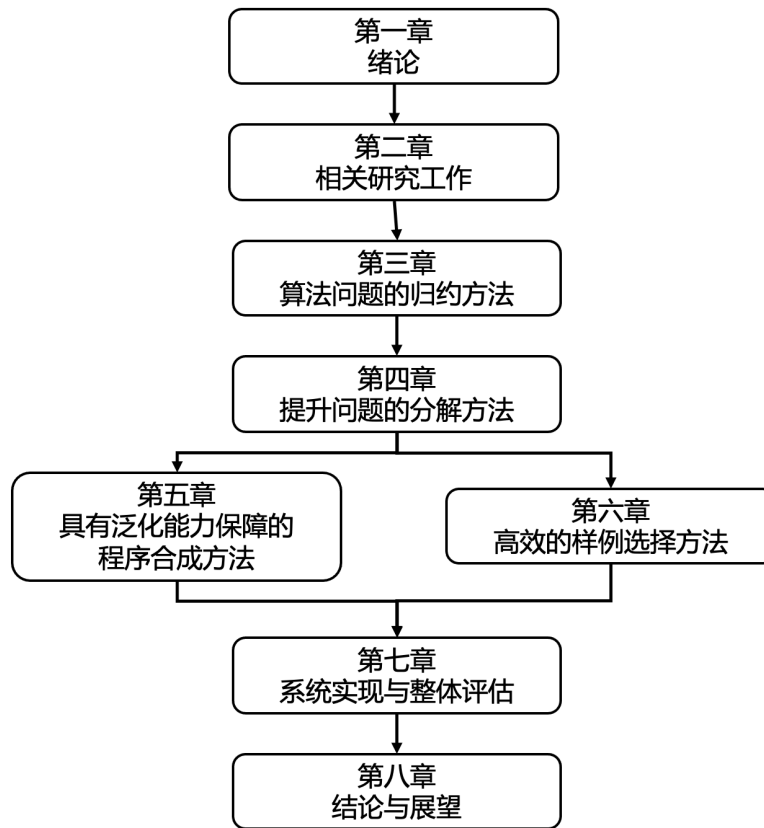 第一章
绪论
第二章
相关研究工作
第三章
算法问题的归约方法
第四章
提升问题的分解方法
第五章
具有泛化能力保障的
程序合成方法
第六章
高效的样例选择方法
第七章
系统实现与整体评估
第八章
结论与展望